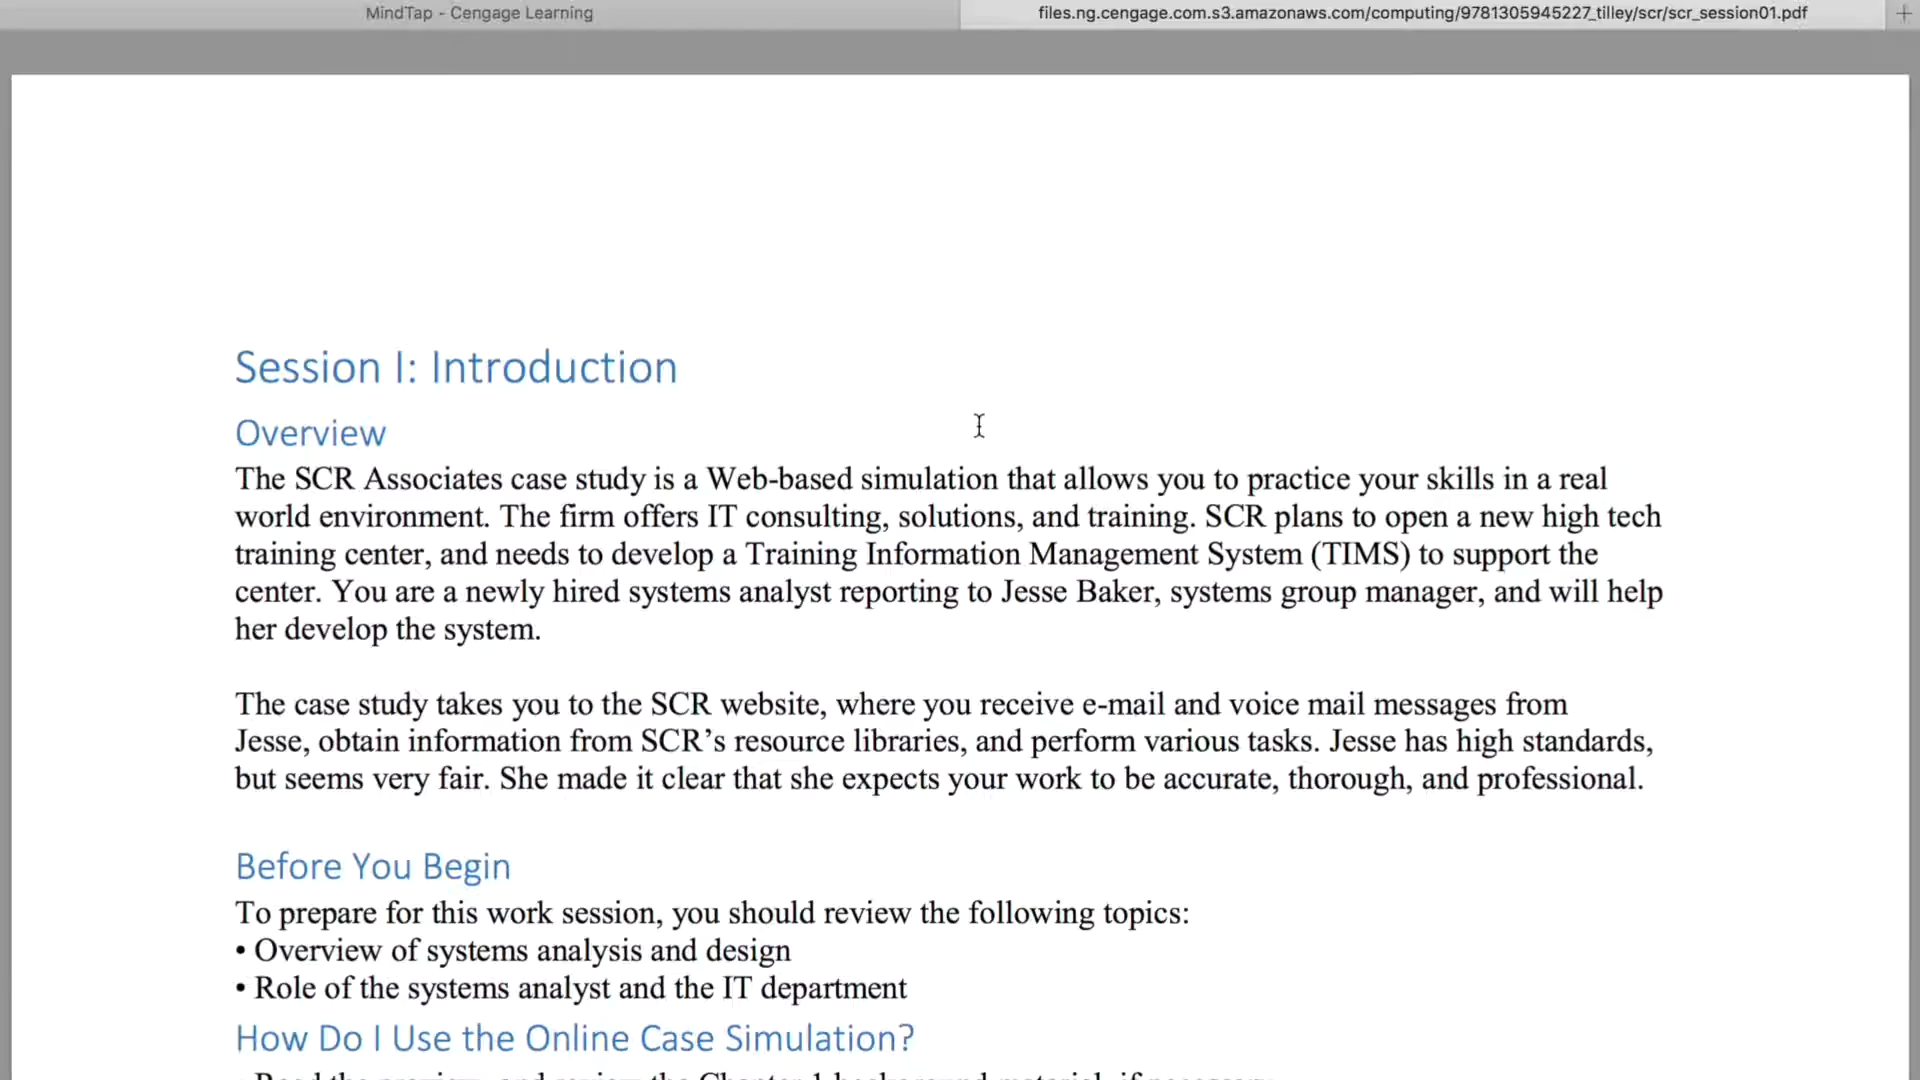 MindTap - Cengage Learning
files.ng.cengage.com.s3.amazonaws.com/computing/9781305945227_tilley/scr/scr_session01.pdf
Session I: Introduction
Overview
The SCR Associates case study is a Web-based simulation that allows you to practice your skills in a real
world environment. The firm offers IT consulting, solutions, and training. SCR plans to open a new high tech
training center, and needs to develop a Training Information Management System (TIMS) to support the
center. You are a newly hired systems analyst reporting to Jesse Baker, systems group manager, and will help
her develop the system.
The case study takes you to the SCR website, where you receive e-mail and voice mail messages from
Jesse, obtain information from SCR’s resource libraries, and perform various tasks. Jesse has high standards,
but seems very fair. She made it clear that she expects your work to be accurate, thorough, and professional.
Before You Begin
To prepare for this work session, you should review the following topics:
• Overview of systems analysis and design
• Role of the systems analyst and the IT department
How Do I Use the Online Case Simulation?